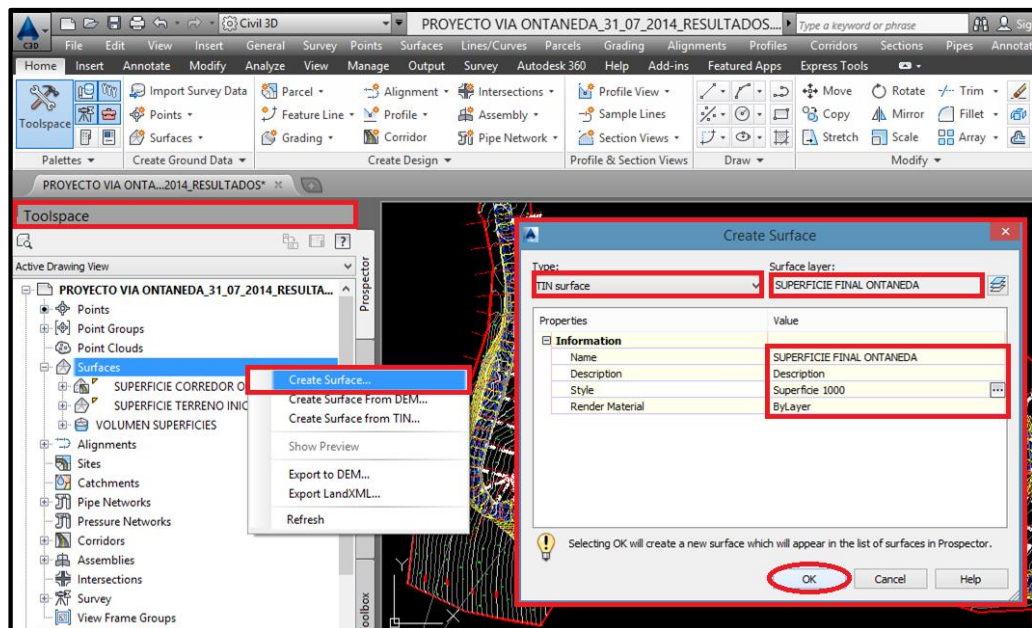 Civil 3D
PROYECTO VIA ONTANEDA_31_07_2014_RESULTADOS....
Type a keyword or phrase
C3D
File Edit View Insert General Survey Points Surfaces Lines/Curves Parcels Grading Alignments Profiles Corridors Sections Pipes
Home Insert Annotate Modify Analyze View Manage Output Survey Autodesk 360 Help Add-ins Featured Apps Express Tools
Import Survey Data Parcel Alignment Intersections Profile View Move Rotate Trim
Toolspace Points Feature Line Profile Assembly Sample Lines Copy Mirror Fillet
Surfaces Grading Corridor Pipe Network Section Views Stretch Scale Array
Palettes Create Ground Data Create Design Profile & Section Views Draw Modify
PROYECTO VIA ONTA...2014_RESULTADOS*
Toolspace
Active Drawing View
Prospector
PROYECTO VIA ONTANEDA_31_07_2014_RESULTA...
Points
Point Groups
Point Clouds
Surfaces
SUPERFICIE CORREDOR O
SUPERFICIE TERRENO INIC
VOLUMEN SUPERFICIES
Alignments
Sites
Catchments
Pipe Networks
Pressure Networks
Corridors
Assemblies
Intersections
Survey
View Frame Groups
Create Surface...
Create Surface From DEM...
Create Surface from TIN...
Show Preview
Export to DEM...
Export LandXML...
Refresh
Create Surface
Type: Surface layer:
TIN surface SUPERFICIE FINAL ONTANEDA
Properties Value
Information
Name SUPERFICIE FINAL ONTANEDA
Description Description
Style Superficie 1000
Render Material ByLayer
Selecting OK will create a new surface which will appear in the list of surfaces in Prospector.
OK Cancel Help
Y